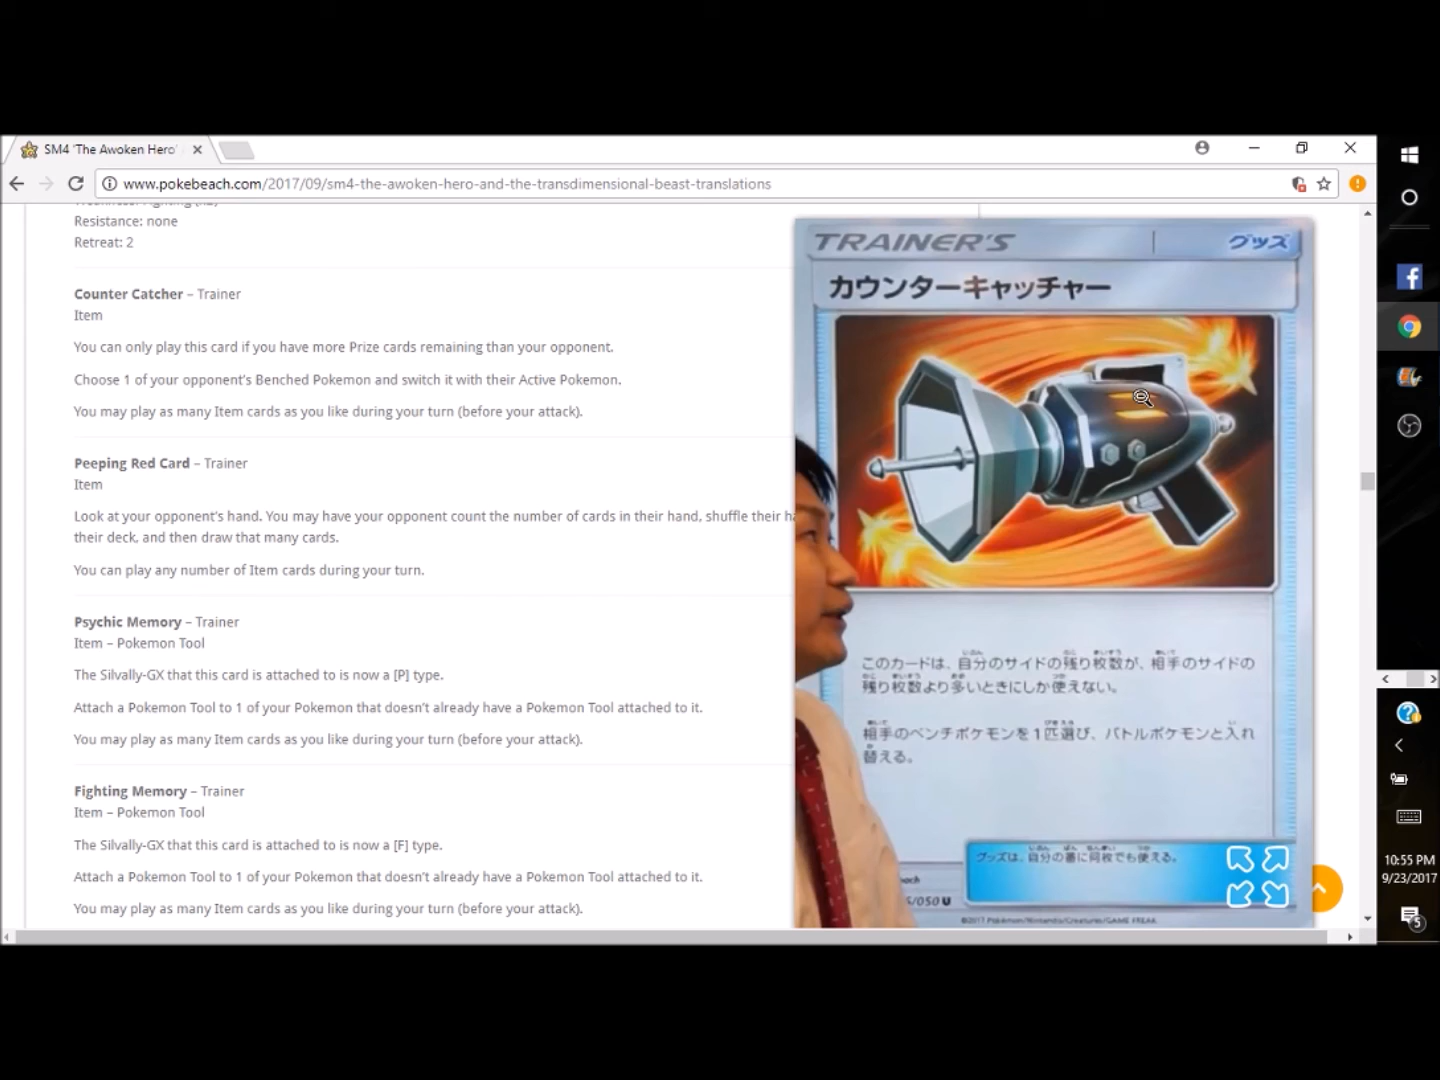 SM4 'The Awoken Hero'
www.pokebeach.com/2017/09/sm4-the-awoken-hero-and-the-transdimensional-beast-translations
Resistance: none
Retreat: 2
Counter Catcher – Trainer
Item
You can only play this card if you have more Prize cards remaining than your opponent.
Choose 1 of your opponent's Benched Pokemon and switch it with their Active Pokemon.
You may play as many Item cards as you like during your turn (before your attack).
Peeping Red Card – Trainer
Item
Look at your opponent's hand. You may have your opponent count the number of cards in their hand, shuffle their
their deck, and then draw that many cards.
You can play any number of Item cards during your turn.
Psychic Memory – Trainer
Item – Pokemon Tool
The Silvally-GX that this card is attached to is now a [P] type.
Attach a Pokemon Tool to 1 of your Pokemon that doesn't already have a Pokemon Tool attached to it.
You may play as many Item cards as you like during your turn (before your attack).
Fighting Memory – Trainer
Item – Pokemon Tool
The Silvally-GX that this card is attached to is now a [F] type.
Attach a Pokemon Tool to 1 of your Pokemon that doesn't already have a Pokemon Tool attached to it.
You may play as many Item cards as you like during your turn (before your attack).
TRAINER'S グッズ
カウンターキャッチャー
このカードは、自分のサイドの残り枚数が、相手のサイドの
残り枚数より多いときにしか使えない。
相手のベンチポケモンを1匹選び、バトルポケモンと入れ
替える。
グッズは、自分の番に何枚でも使える。
/050 U
©2017 Pokémon/Nintendo/Creatures/GAME FREAK
10:55 PM
9/23/2017
5